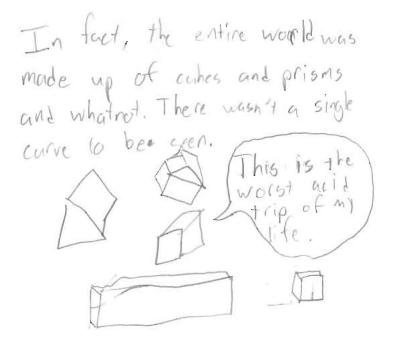 In fact, the entire world was
made up of cubes and prisms
and whatnot. There wasn't a single
curve to be seen.
This is the
worst acid
trip of my
life.